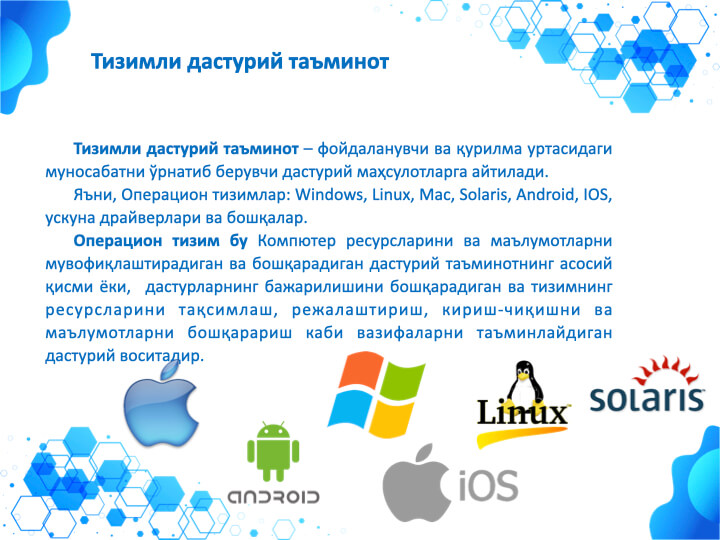 Тизимли дастурий таъминот
Тизимли дастурий таъминот – фойдаланувчи ва қурилма уртасидаги
муносабатни ўрнатиб берувчи дастурий маҳсулотларга айтилади.
Яъни, Операцион тизимлар: Windows, Linux, Mac, Solaris, Android, IOS,
ускуна драйверлари ва бошқалар.
Операцион тизим бу Компютер ресурсларини ва маълумотларни
мувофиқлаштирадиган ва бошқарадиган дастурий таъминотнинг асосий
қисми ёки, дастурларнинг бажарилишини бошқарадиган ва тизимнинг
ресурсларини тақсимлаш, режалаштириш, кириш-чиқишни ва
маълумотларни бошқарариш каби вазифаларни таъминлайдиган
дастурий воситадир.
Linux
solaris
android
iOS